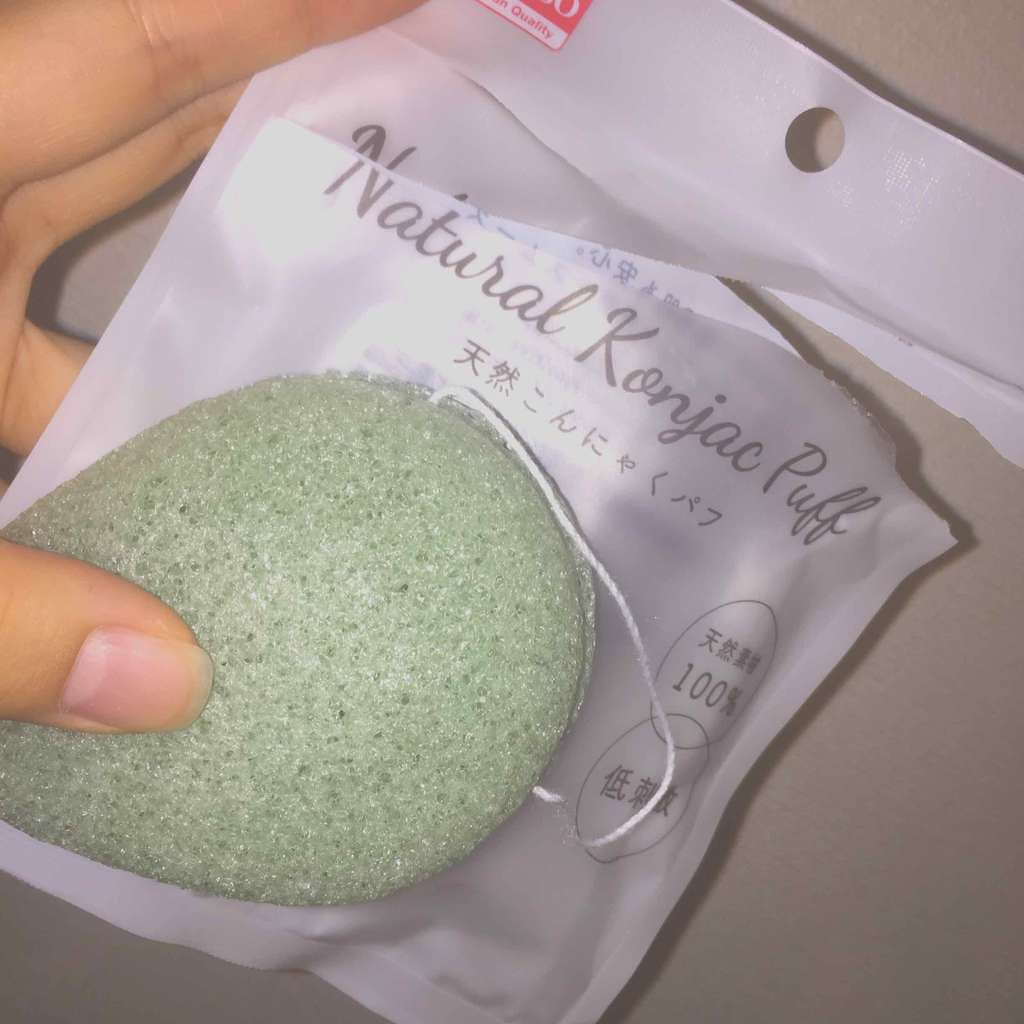 Quality
Natural Konjac Puff
天然こんにゃくパフ
天然素材
100%
低刺激